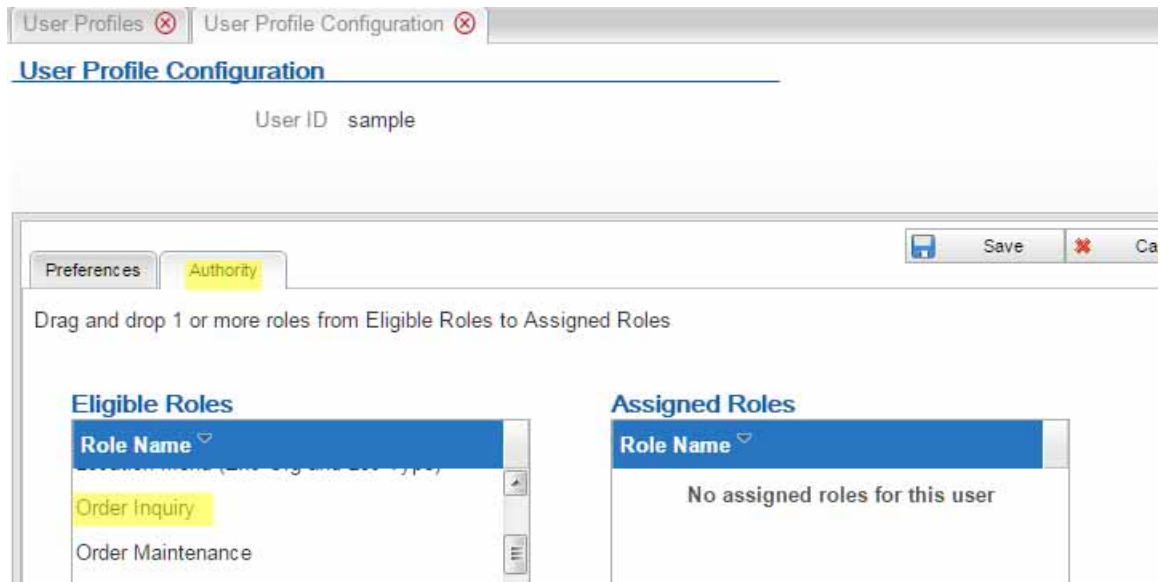 User Profiles User Profile Configuration
User Profile Configuration
User ID sample
Save Ca
Preferences Authority
Drag and drop 1 or more roles from Eligible Roles to Assigned Roles
Eligible Roles Assigned Roles
Role Name Role Name
Order Inquiry No assigned roles for this user
Order Maintenance